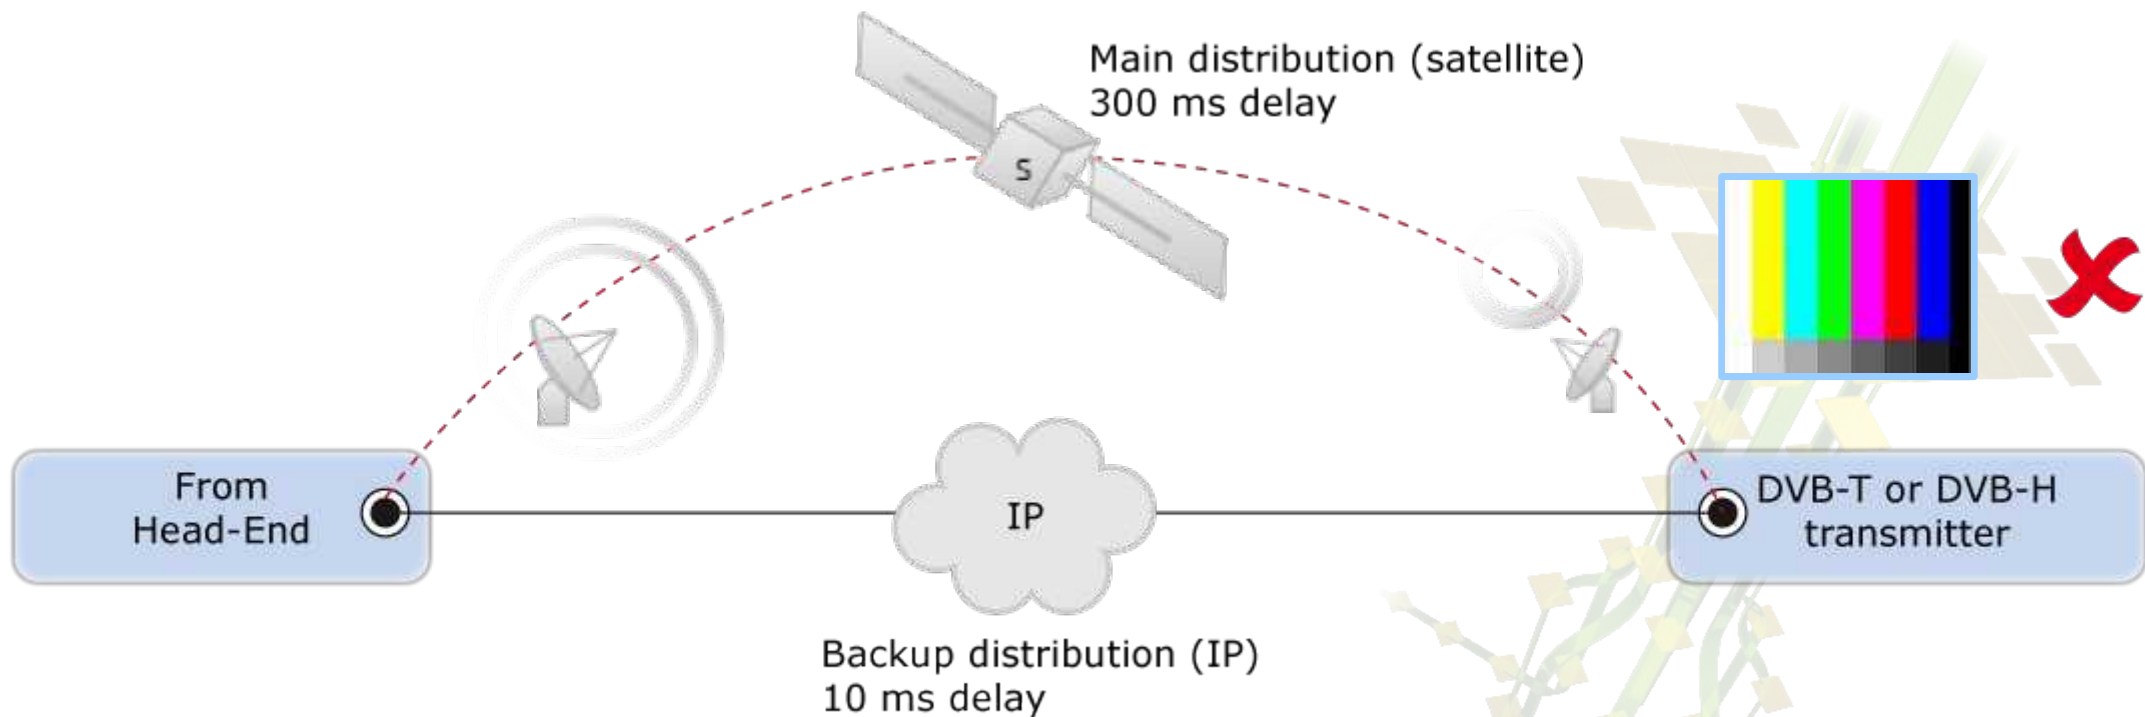 Main distribution (satellite)
300 ms delay
S
From
Head-End
IP
DVB-T or DVB-H
transmitter
Backup distribution (IP)
10 ms delay